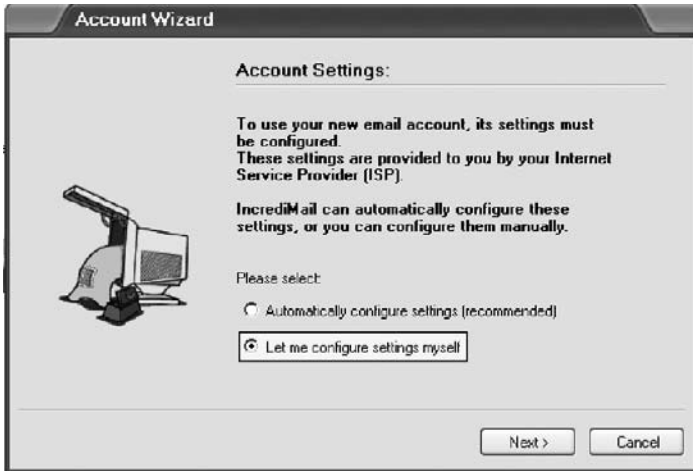 Account Wizard
Account Settings:
To use your new email account, its settings must
be configured.
These settings are provided to you by your Internet
Service Provider (ISP).
IncrediMail can automatically configure these
settings, or you can configure them manually.
Please select:
Automatically configure settings (recommended)
Let me configure settings myself
Next >
Cancel